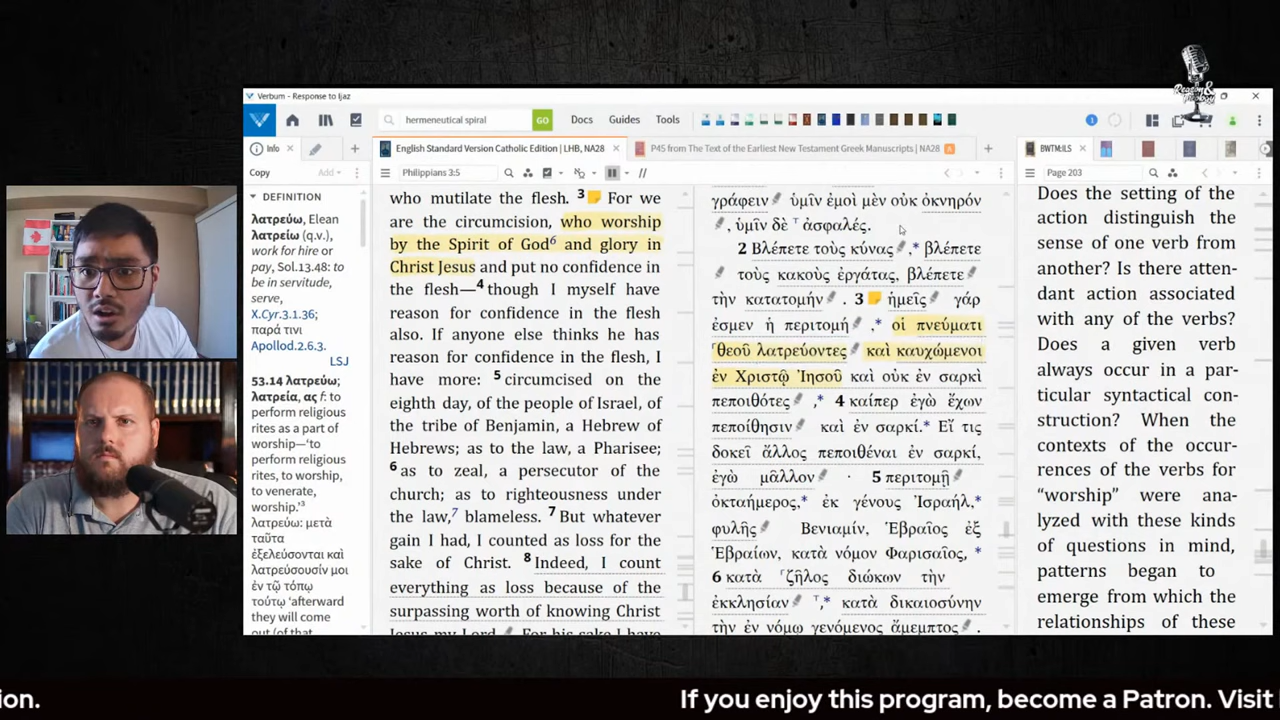 Verbum - Response to Ijaz
hermeneutical spiral
GO
Docs
Guides
Tools
Info
English Standard Version Catholic Edition | LHB, NA28
P45 from The Text of the Earliest New Testament Greek Manuscripts | NA28
BWTM:ILS
Copy
Add
Philippians 3:5
Page 203
DEFINITION
λατρεύω, Elean
λατρείω (q.v.),
work for hire or
pay, Sol.13.48: to
be in servitude,
serve,
X.Cyr.3.1.36;
παρά τινι
Apollod.2.6.3.
LSJ
53.14 λατρεύω;
λατρεία, ας f: to
perform religious
rites as a part of
worship—‘to
perform religious
rites, to worship,
to venerate,
worship.’³
λατρεύω: μετὰ
ταῦτα
ἐξελεύσονται καὶ
λατρεύσουσίν μοι
ἐν τῷ τόπῳ
τούτῳ ‘afterward
they will come
out (of that
who mutilate the flesh. 3 For we
are the circumcision, who worship
by the Spirit of God6 and glory in
Christ Jesus and put no confidence in
the flesh—4 though I myself have
reason for confidence in the flesh
also. If anyone else thinks he has
reason for confidence in the flesh, I
have more: 5 circumcised on the
eighth day, of the people of Israel, of
the tribe of Benjamin, a Hebrew of
Hebrews; as to the law, a Pharisee;
6 as to zeal, a persecutor of the
church; as to righteousness under
the law,7 blameless. 7 But whatever
gain I had, I counted as loss for the
sake of Christ. 8 Indeed, I count
everything as loss because of the
surpassing worth of knowing Christ
Jesus my Lord. For his sake I have
γράφειν ὑμῖν ἐμοὶ μὲν οὐκ ὀκνηρόν
, ὑμῖν δὲ ⸆ ἀσφαλές.
2 Βλέπετε τοὺς κύνας ,* βλέπετε
τοὺς κακοὺς ἐργάτας, βλέπετε
τὴν κατατομήν . 3 ἡμεῖς γάρ
ἐσμεν ἡ περιτομή ,* οἱ πνεύματι
⸀θεοῦ λατρεύοντες καὶ καυχώμενοι
ἐν Χριστῷ Ἰησοῦ καὶ οὐκ ἐν σαρκὶ
πεποιθότες ,* 4 καίπερ ἐγὼ ἔχων
πεποίθησιν καὶ ἐν σαρκί.* Εἴ τις
δοκεῖ ἄλλος πεποιθέναι ἐν σαρκί,
ἐγὼ μᾶλλον · 5 περιτομῇ
ὀκταήμερος,* ἐκ γένους Ἰσραήλ,*
φυλῆς Βενιαμίν, Ἑβραῖος ἐξ
Ἑβραίων, κατὰ νόμον Φαρισαῖος, *
6 κατὰ ⸀ζῆλος διώκων τὴν
ἐκκλησίαν ⸆,* κατὰ δικαιοσύνην
τὴν ἐν νόμῳ γενόμενος ἄμεμπτος .
Does the setting of the
action distinguish the
sense of one verb from
another? Is there atten-
dant action associated
with any of the verbs?
Does a given verb
always occur in a par-
ticular syntactical con-
struction? When the
contexts of the occur-
rences of the verbs for
“worship” were ana-
lyzed with these kinds
of questions in mind,
patterns began to
emerge from which the
relationships of these
ion.
If you enjoy this program, become a Patron. Visit